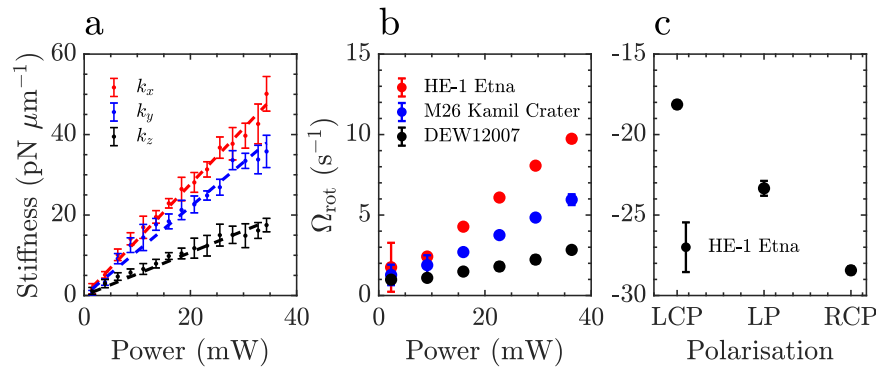 a
Stiffness (pN μm⁻¹)
60
40
20
0
k_x
k_y
k_z
0
20
40
Power (mW)
b
Ω_rot (s⁻¹)
15
10
5
0
HE-1 Etna
M26 Kamil Crater
DEW12007
0
20
40
Power (mW)
c
-15
-20
-25
-30
HE-1 Etna
LCP
LP
RCP
Polarisation